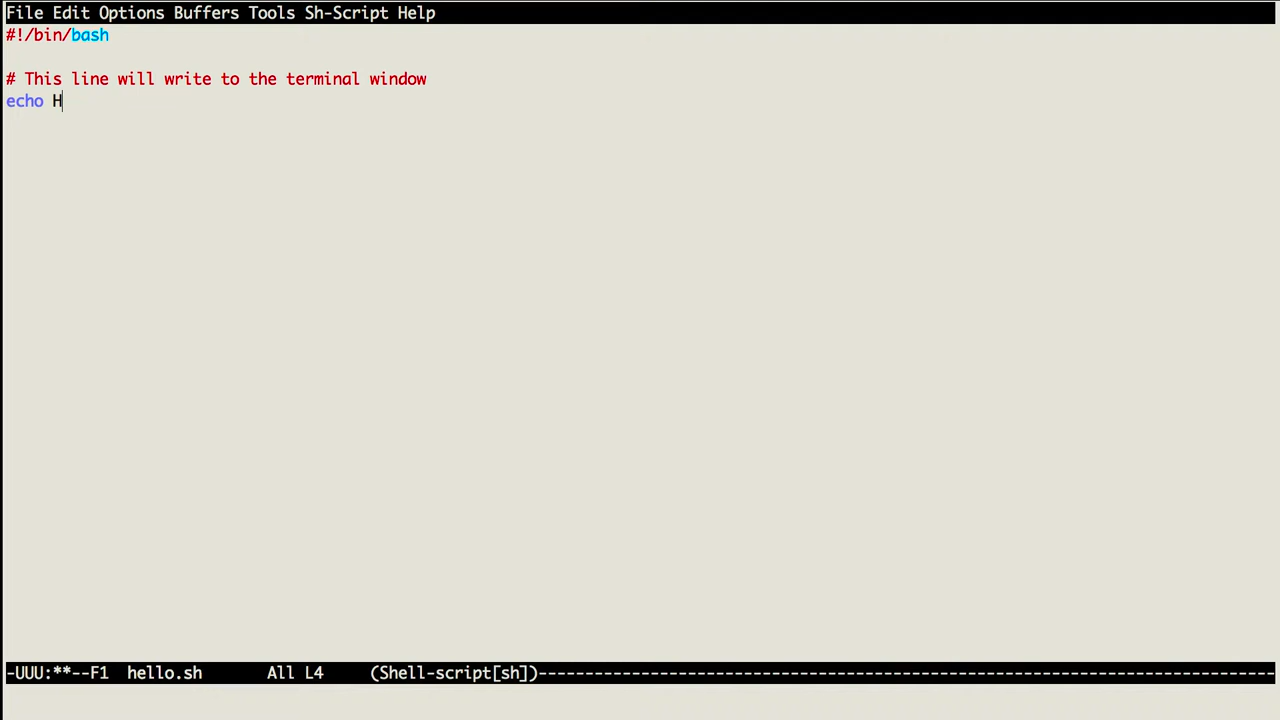 File Edit Options Buffers Tools Sh-Script Help
#!/bin/bash
# This line will write to the terminal window
echo H
-UUU:**--F1  hello.sh       All L4     (Shell-script[sh])-------------------------------------------------------------------------------